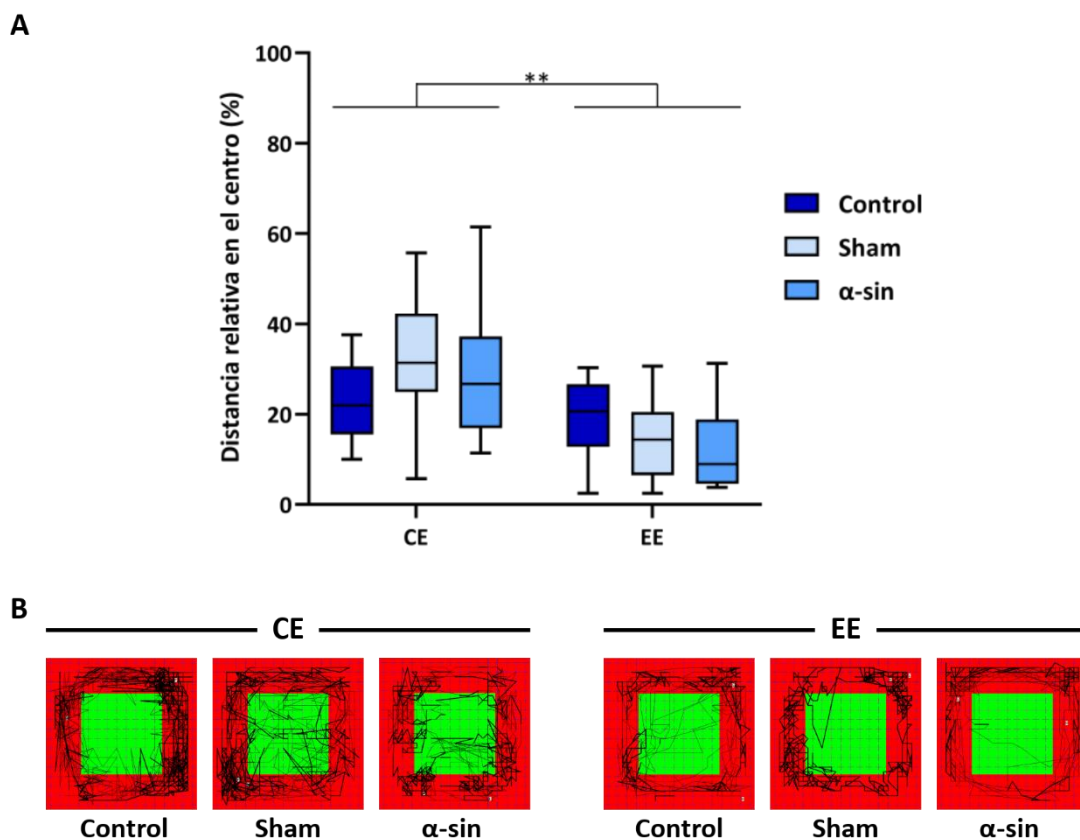 A
Distancia relativa en el centro (%)
100
80
60
40
20
0
**
CE
EE
Control
Sham
α-sin
B
CE
EE
Control
Sham
α-sin
Control
Sham
α-sin